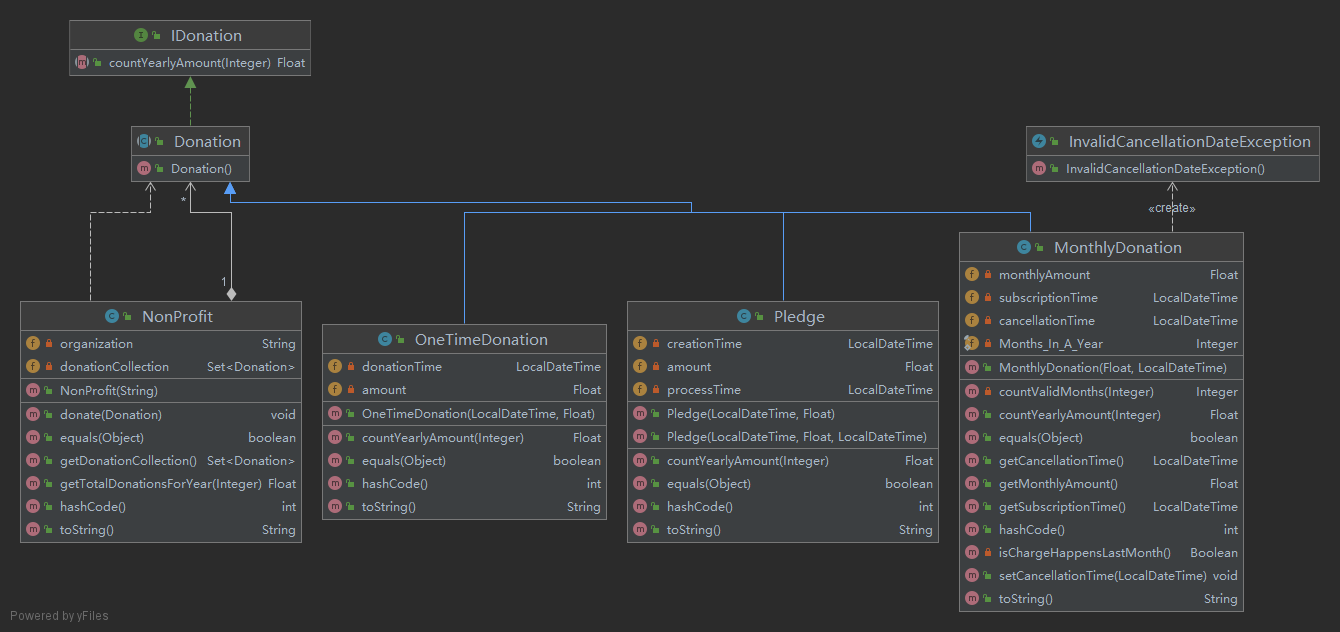 IDonation
countYearlyAmount(Integer) Float
Donation
Donation()
InvalidCancellationDateException
InvalidCancellationDateException()
*
«create»
1
NonProfit
organization String
donationCollection Set<Donation>
NonProfit(String)
donate(Donation) void
equals(Object) boolean
getDonationCollection() Set<Donation>
getTotalDonationsForYear(Integer) Float
hashCode() int
toString() String
OneTimeDonation
donationTime LocalDateTime
amount Float
OneTimeDonation(LocalDateTime, Float)
countYearlyAmount(Integer) Float
equals(Object) boolean
hashCode() int
toString() String
Pledge
creationTime LocalDateTime
amount Float
processTime LocalDateTime
Pledge(LocalDateTime, Float)
Pledge(LocalDateTime, Float, LocalDateTime)
countYearlyAmount(Integer) Float
equals(Object) boolean
hashCode() int
toString() String
MonthlyDonation
monthlyAmount Float
subscriptionTime LocalDateTime
cancellationTime LocalDateTime
Months_In_A_Year Integer
MonthlyDonation(Float, LocalDateTime)
countValidMonths(Integer) Integer
countYearlyAmount(Integer) Float
equals(Object) boolean
getCancellationTime() LocalDateTime
getMonthlyAmount() Float
getSubscriptionTime() LocalDateTime
hashCode() int
isChargeHappensLastMonth() Boolean
setCancellationTime(LocalDateTime) void
toString() String
Powered by yFiles